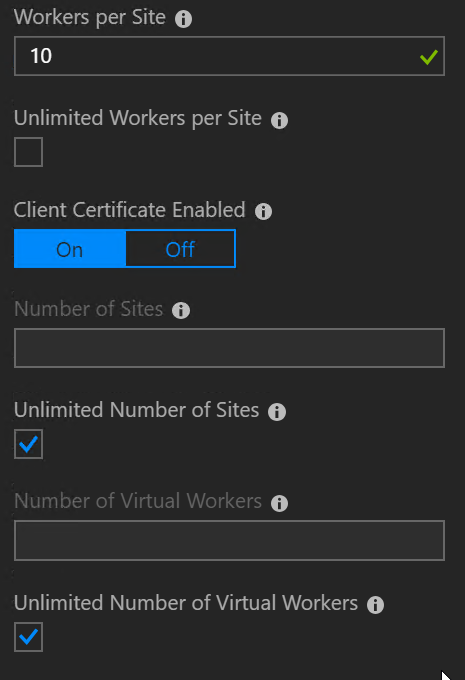 Workers per Site
10
Unlimited Workers per Site
Client Certificate Enabled
On Off
Number of Sites
Unlimited Number of Sites
Number of Virtual Workers
Unlimited Number of Virtual Workers